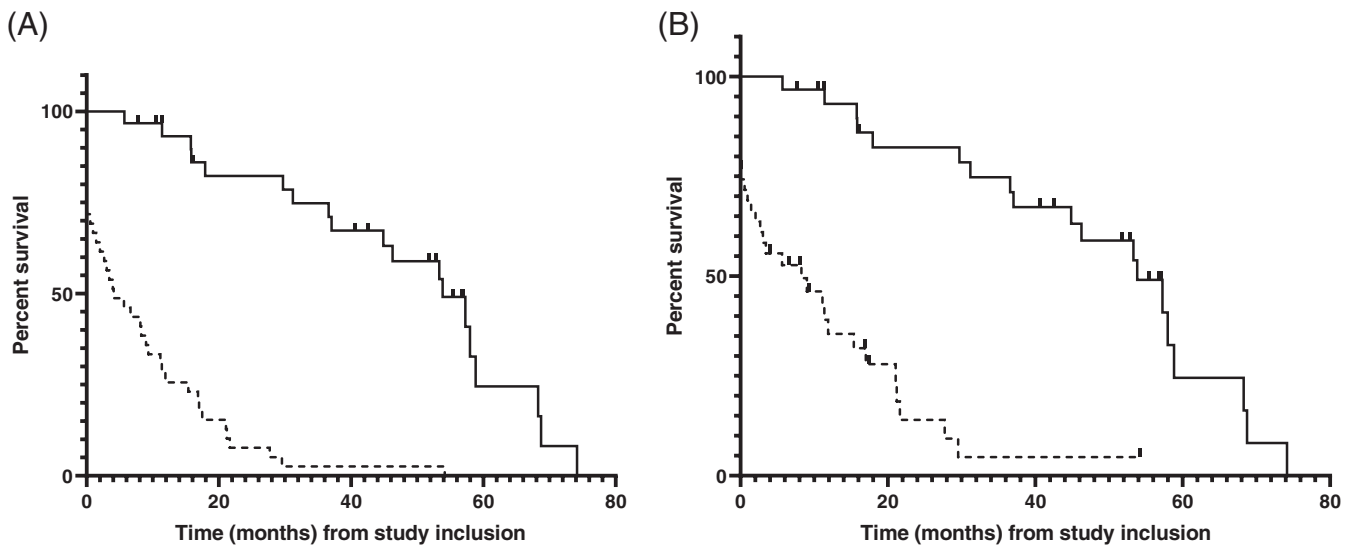 (A)
100
50
0
Percent survival
0 20 40 60 80
Time (months) from study inclusion
(B)
100
50
0
Percent survival
0 20 40 60 80
Time (months) from study inclusion